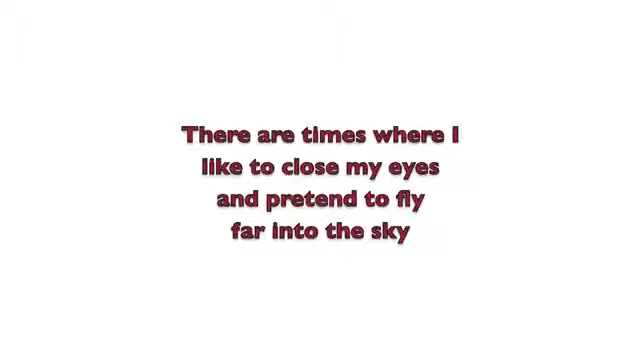 There are times where I
like to close my eyes
and pretend to fly
far into the sky